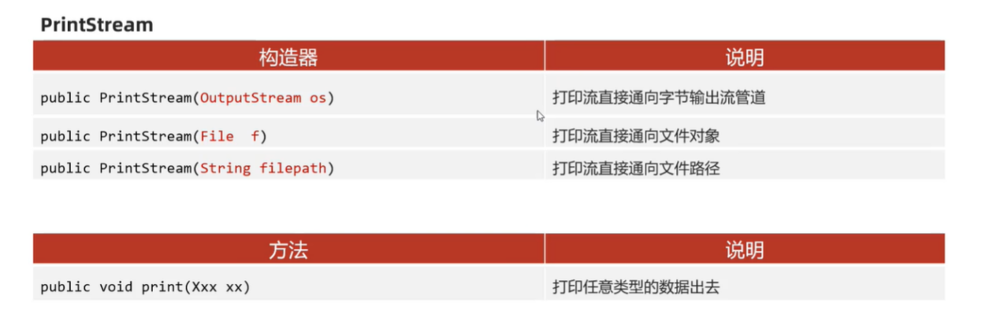 PrintStream
构造器 说明
public PrintStream(OutputStream os) 打印流直接通向字节输出流管道
public PrintStream(File  f) 打印流直接通向文件对象
public PrintStream(String filepath) 打印流直接通向文件路径
方法 说明
public void print(Xxx xx) 打印任意类型的数据出去